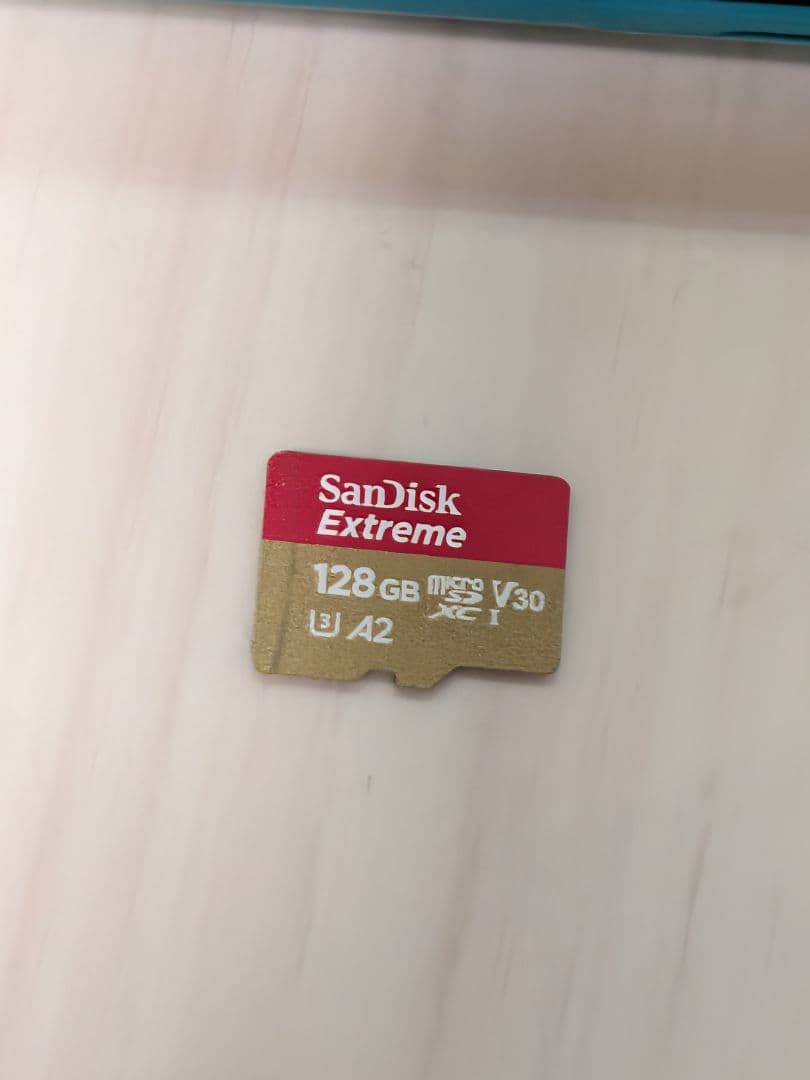 SanDisk
Extreme
128GB micro SD XC I V30
U3 A2